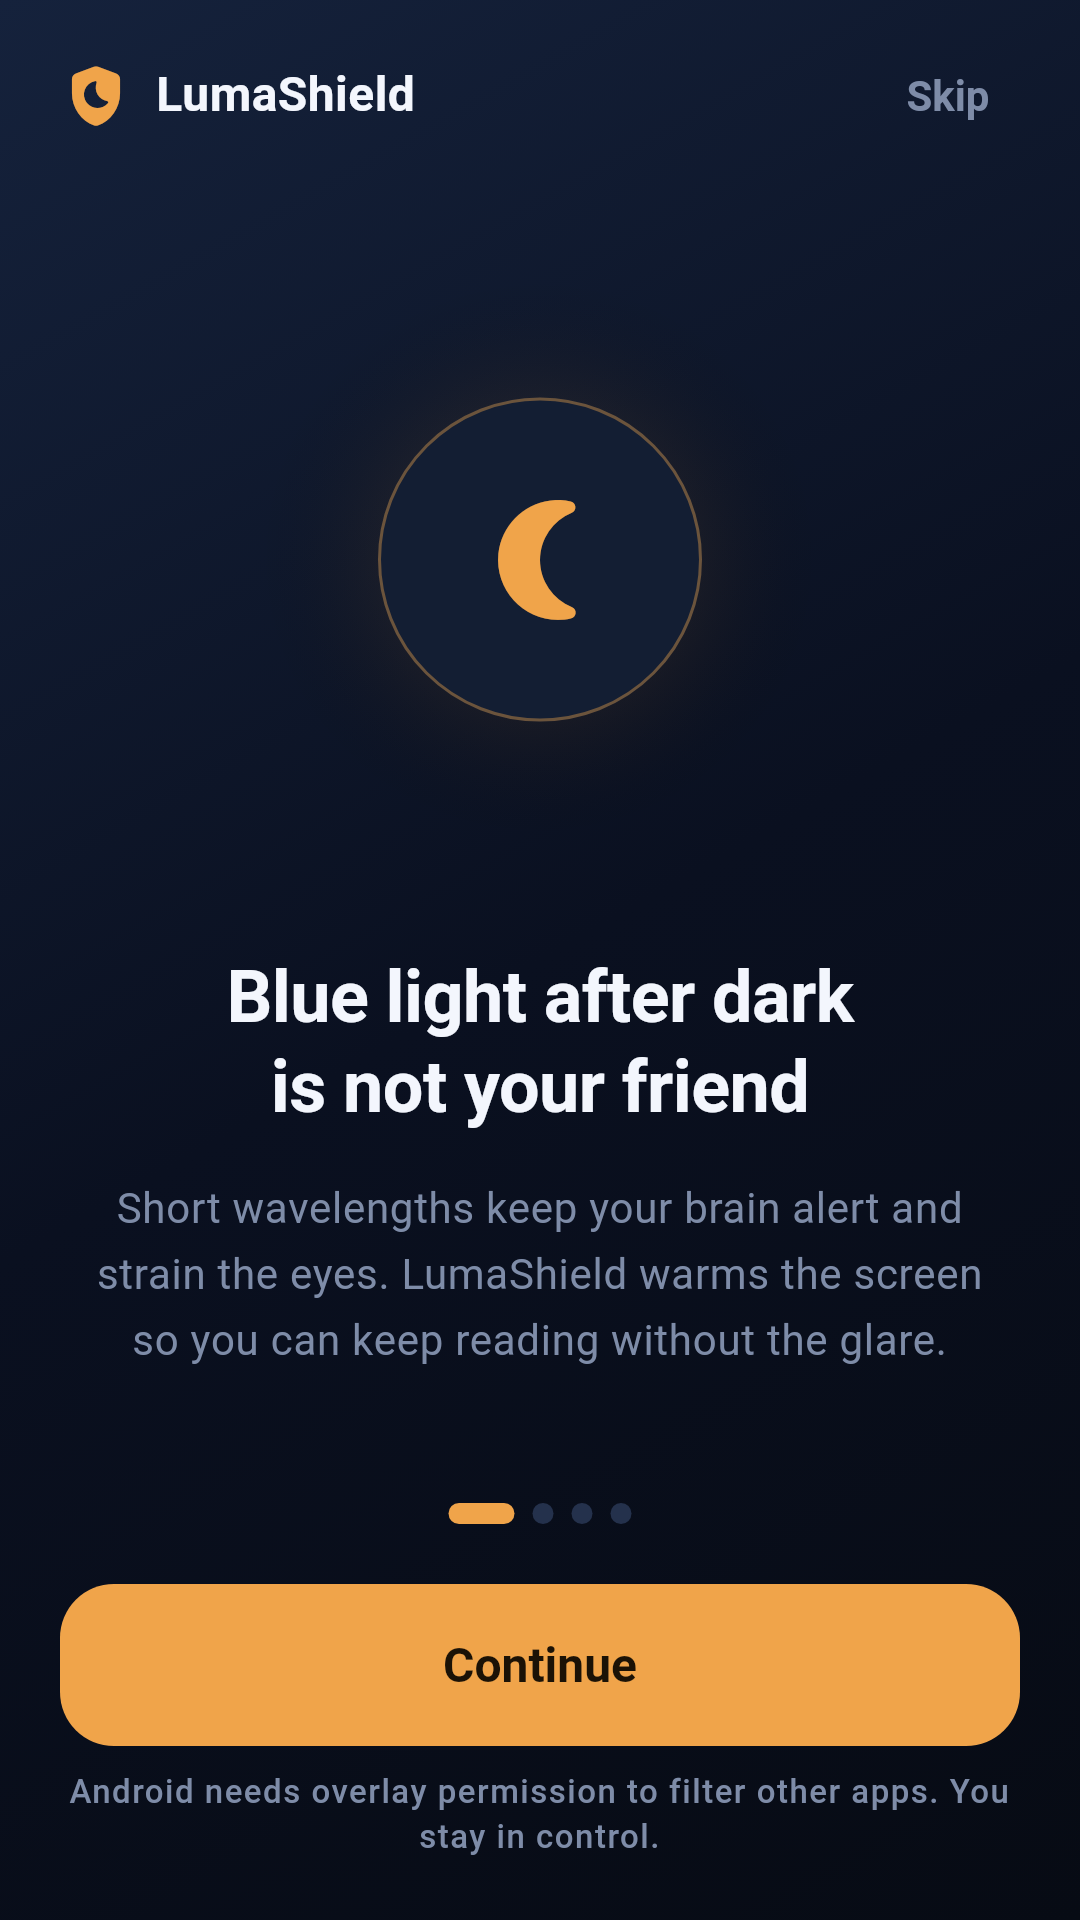 LumaShield
Skip
Blue light after dark
is not your friend
Short wavelengths keep your brain alert and
strain the eyes. LumaShield warms the screen
so you can keep reading without the glare.
Continue
Android needs overlay permission to filter other apps. You
stay in control.